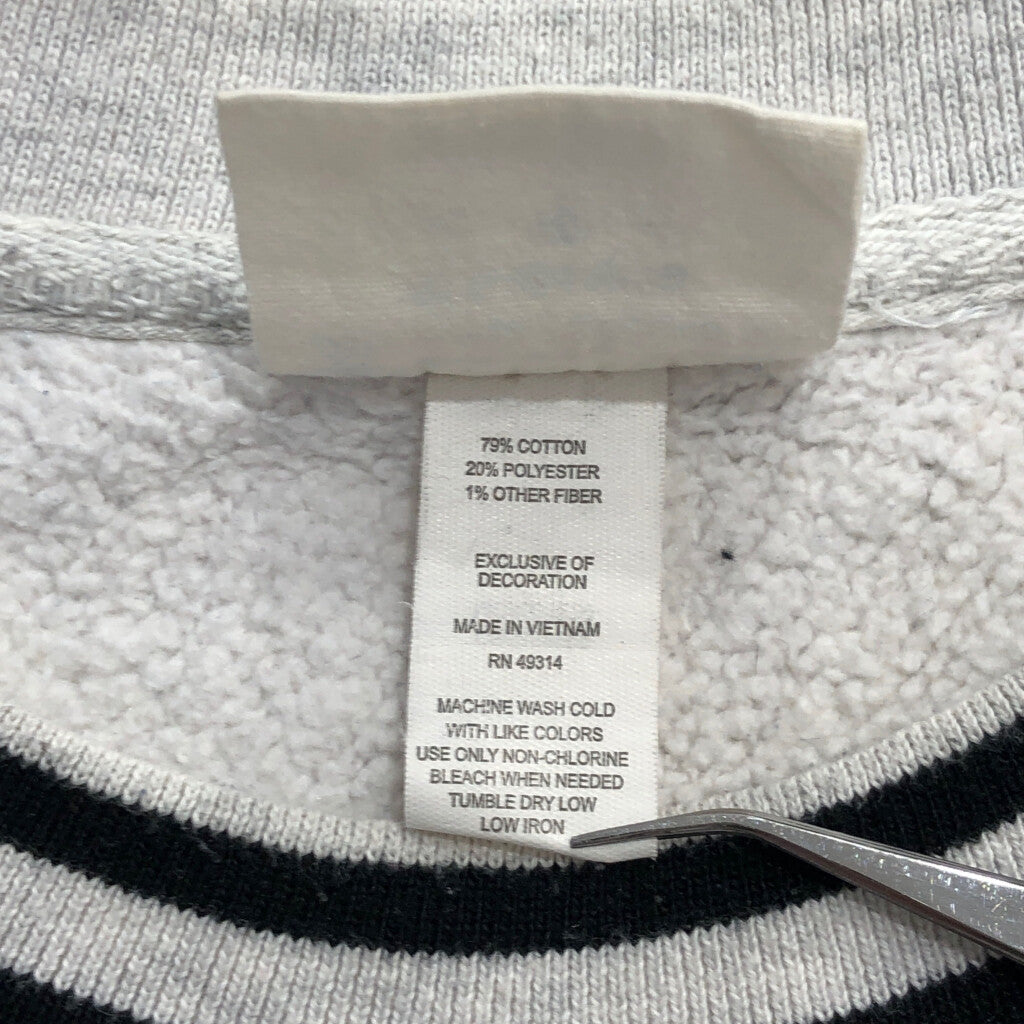 79% COTTON
20% POLYESTER
1% OTHER FIBER
EXCLUSIVE OF
DECORATION
MADE IN VIETNAM
RN 49314
MACHINE WASH COLD
WITH LIKE COLORS
USE ONLY NON-CHLORINE
BLEACH WHEN NEEDED
TUMBLE DRY LOW
LOW IRON